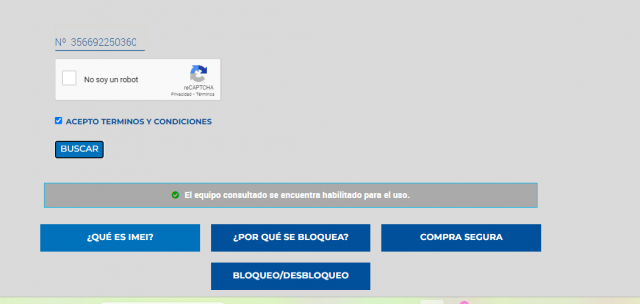 Nº 356692250360
No soy un robot
reCAPTCHA
Privacidad - Términos
ACEPTO TERMINOS Y CONDICIONES
BUSCAR
El equipo consultado se encuentra habilitado para el uso.
¿QUÉ ES IMEI?
¿POR QUÉ SE BLOQUEA?
COMPRA SEGURA
BLOQUEO/DESBLOQUEO